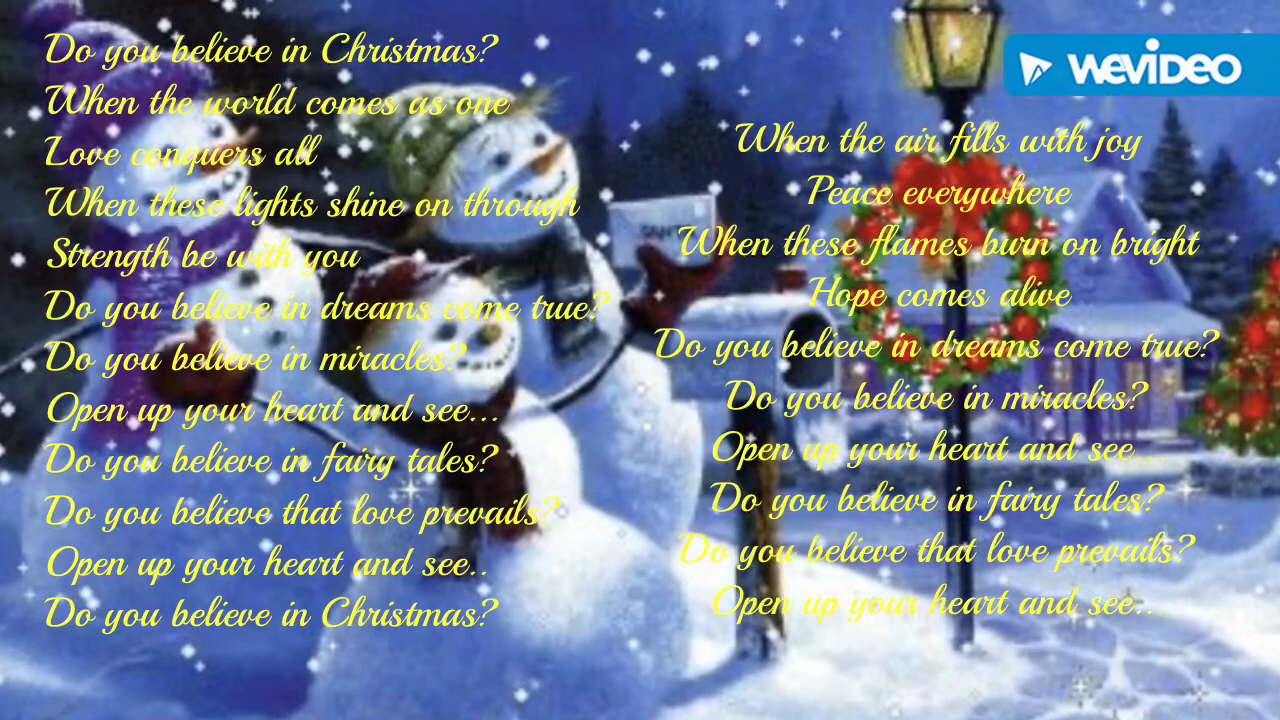 Do you believe in Christmas?
When the world comes as one
Love conquers all
When these lights shine on through
Strength be with you
Do you believe in dreams come true?
Do you believe in miracles?
Open up your heart and see...
Do you believe in fairy tales?
Do you believe that love prevails?
Open up your heart and see..
Do you believe in Christmas?
WEVIDEO
When the air fills with joy
Peace everywhere
When these flames burn on bright
Hope comes alive
Do you believe in dreams come true?
Do you believe in miracles?
Open up your heart and see...
Do you believe in fairy tales?
Do you believe that love prevails?
Open up your heart and see...